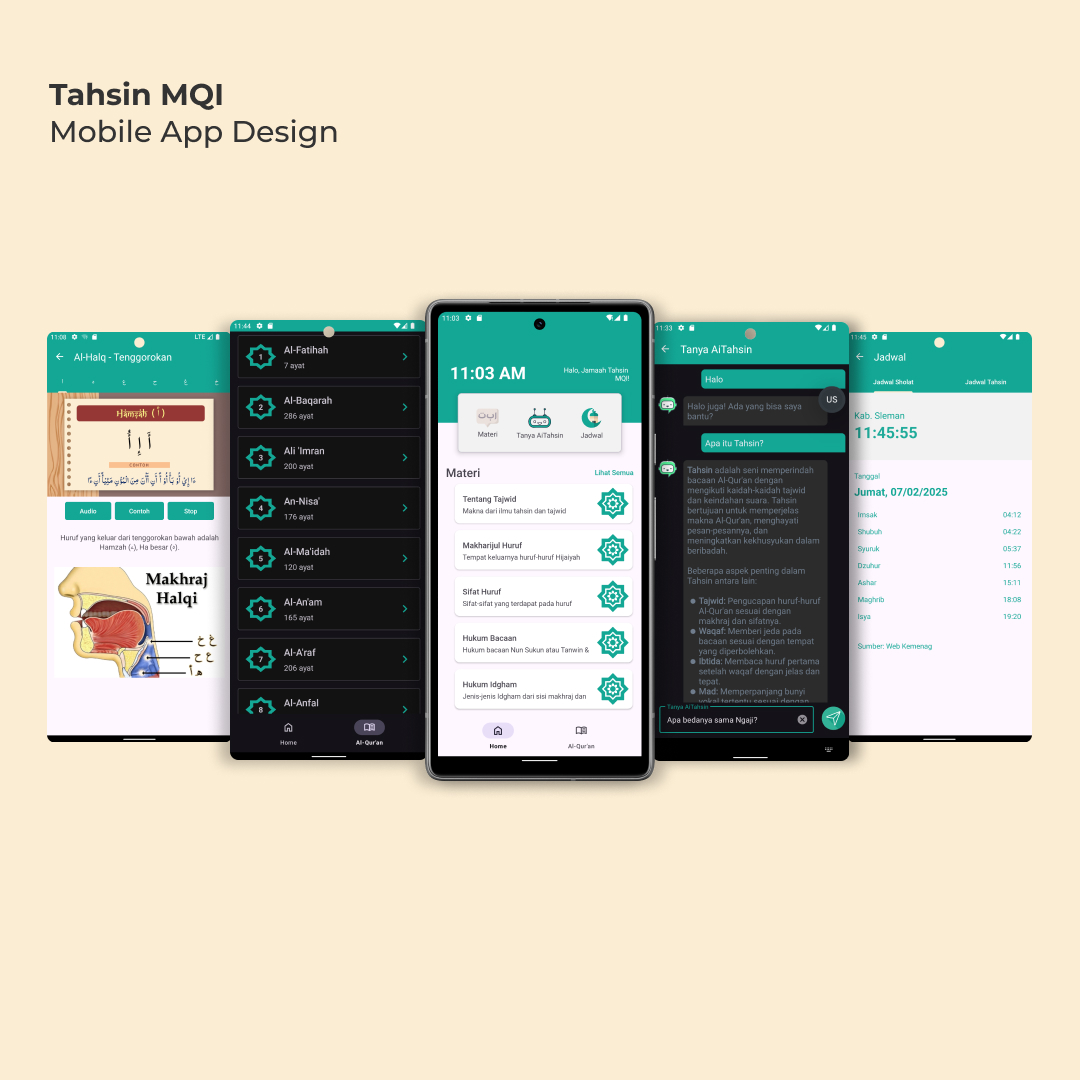 Tahsin MQI
Mobile App Design
11:08
LTE
Al-Halq - Tenggorokan
Hamzah (أ)
أَ إِ أُ
CONTOH
Audio
Contoh
Stop
Huruf yang keluar dari tenggorokan bawah adalah
Hamzah (ء), Ha besar (ه).
Makhraj
Halqi
غ خ
ع ح
ه أ
11:44
1
Al-Fatihah
7 ayat
2
Al-Baqarah
286 ayat
3
Ali 'Imran
200 ayat
4
An-Nisa'
176 ayat
5
Al-Ma'idah
120 ayat
6
Al-An'am
165 ayat
7
Al-A'raf
206 ayat
8
Al-Anfal
Home
Al-Qur'an
11:03
11:03 AM
Halo, Jamaah Tahsin
MQI!
Materi
Tanya AiTahsin
Jadwal
Materi
Lihat Semua
Tentang Tajwid
Makna dari ilmu tahsin dan tajwid
Makharijul Huruf
Tempat keluarnya huruf-huruf Hijaiyah
Sifat Huruf
Sifat-sifat yang terdapat pada huruf
Hukum Bacaan
Hukum bacaan Nun Sukun atau Tanwin &
Hukum Idgham
Jenis-jenis Idgham dari sisi makhraj dan
Home
Al-Qur'an
11:33
Tanya AiTahsin
Halo
US
Halo juga! Ada yang bisa saya
bantu?
Apa itu Tahsin?
Tahsin adalah seni memperindah
bacaan Al-Qur'an dengan
mengikuti kaidah-kaidah tajwid
dan keindahan suara. Tahsin
bertujuan untuk memperjelas
makna Al-Qur'an, menghayati
pesan-pesannya, dan
meningkatkan kekhusyukan dalam
beribadah.
Beberapa aspek penting dalam
Tahsin antara lain:
● Tajwid: Pengucapan huruf-huruf
Al-Qur'an sesuai dengan
makhraj dan sifatnya.
● Waqaf: Memberi jeda pada
bacaan sesuai dengan tempat
yang diperbolehkan.
● Ibtida: Membaca huruf pertama
setelah waqaf dengan jelas dan
tepat.
● Mad: Memperpanjang bunyi
vokal tertentu sesuai dengan
Tanya AiTahsin
Apa bedanya sama Ngaji?
:45
Jadwal
Jadwal Sholat
Jadwal Tahsin
Kab. Sleman
11:45:55
Tanggal
Jumat, 07/02/2025
Imsak 04:12
Shubuh 04:22
Syuruk 05:37
Dzuhur 11:56
Ashar 15:11
Maghrib 18:08
Isya 19:20
Sumber: Web Kemenag